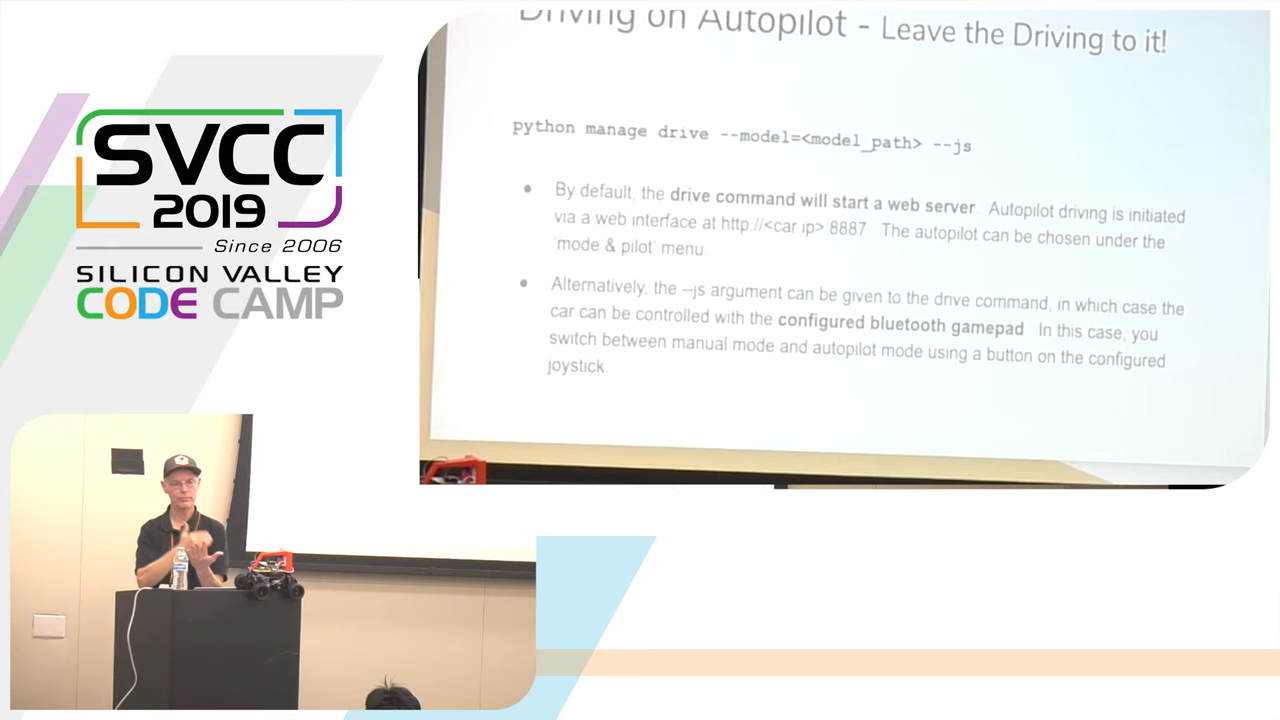 SVCC
2019
Since 2006
SILICON VALLEY
CODE CAMP
Driving on Autopilot - Leave the Driving to it!
python manage drive --model=<model_path> --js
• By default, the drive command will start a web server. Autopilot driving is initiated
via a web interface at http://<car ip> 8887 The autopilot can be chosen under the
'mode & pilot' menu.
• Alternatively, the --js argument can be given to the drive command, in which case the
car can be controlled with the configured bluetooth gamepad In this case, you
switch between manual mode and autopilot mode using a button on the configured
joystick.